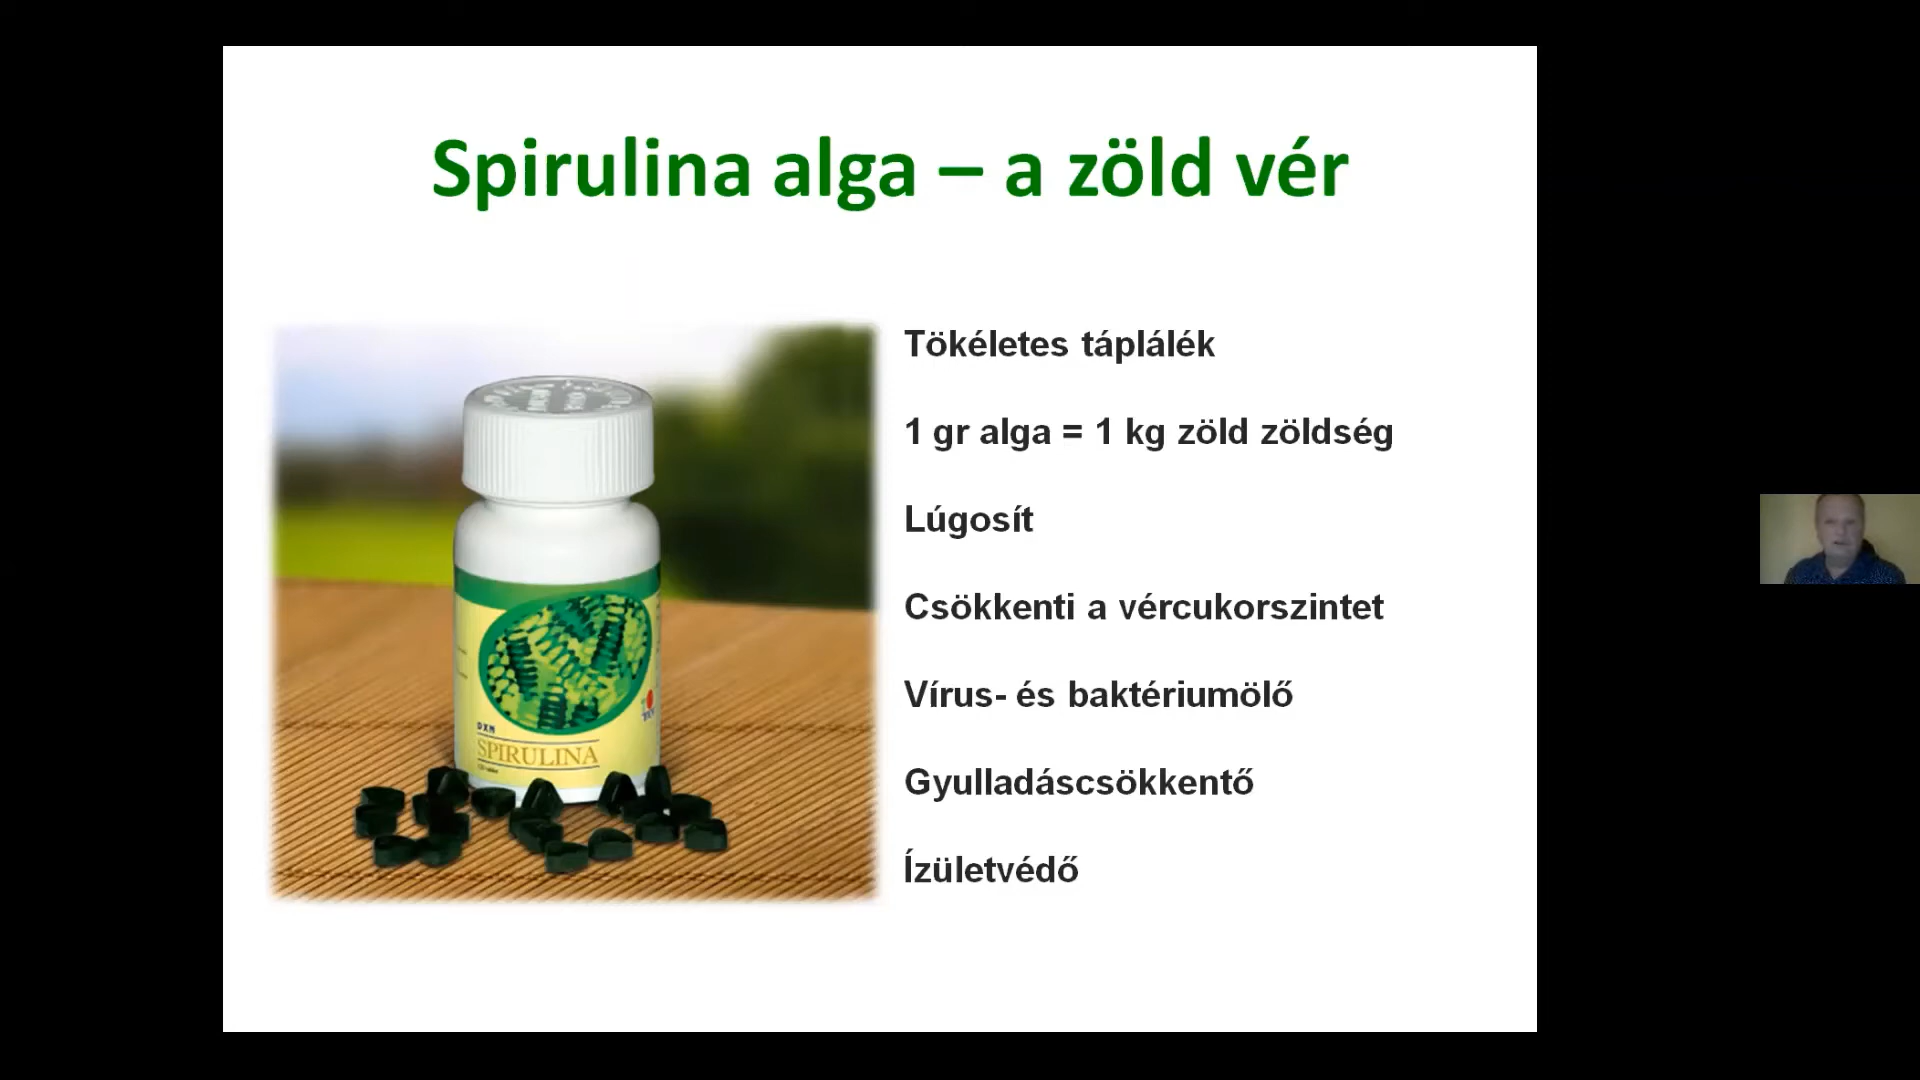 Spirulina alga – a zöld vér
Tökéletes táplálék
1 gr alga = 1 kg zöld zöldség
Lúgosít
Csökkenti a vércukorszintet
Vírus- és baktériumölő
Gyulladáscsökkentő
Ízületvédő
DXN
SPIRULINA